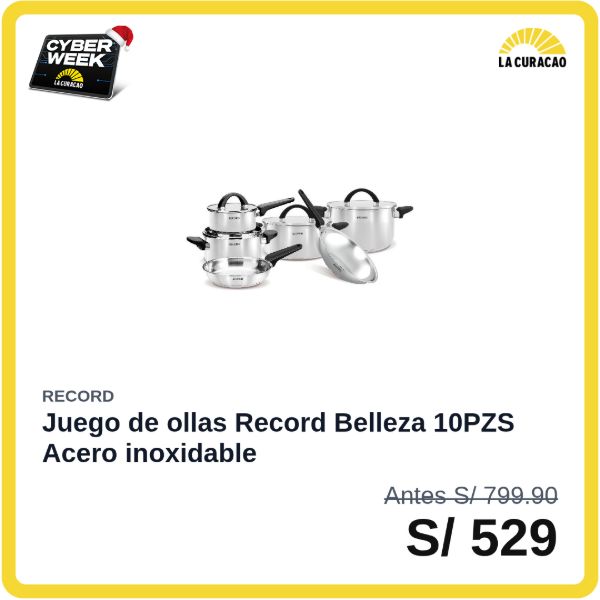 CYBER
WEEK
LA CURACAO
LA CURACAO
RECORD
Juego de ollas Record Belleza 10PZS
Acero inoxidable
Antes S/ 799.90
S/ 529